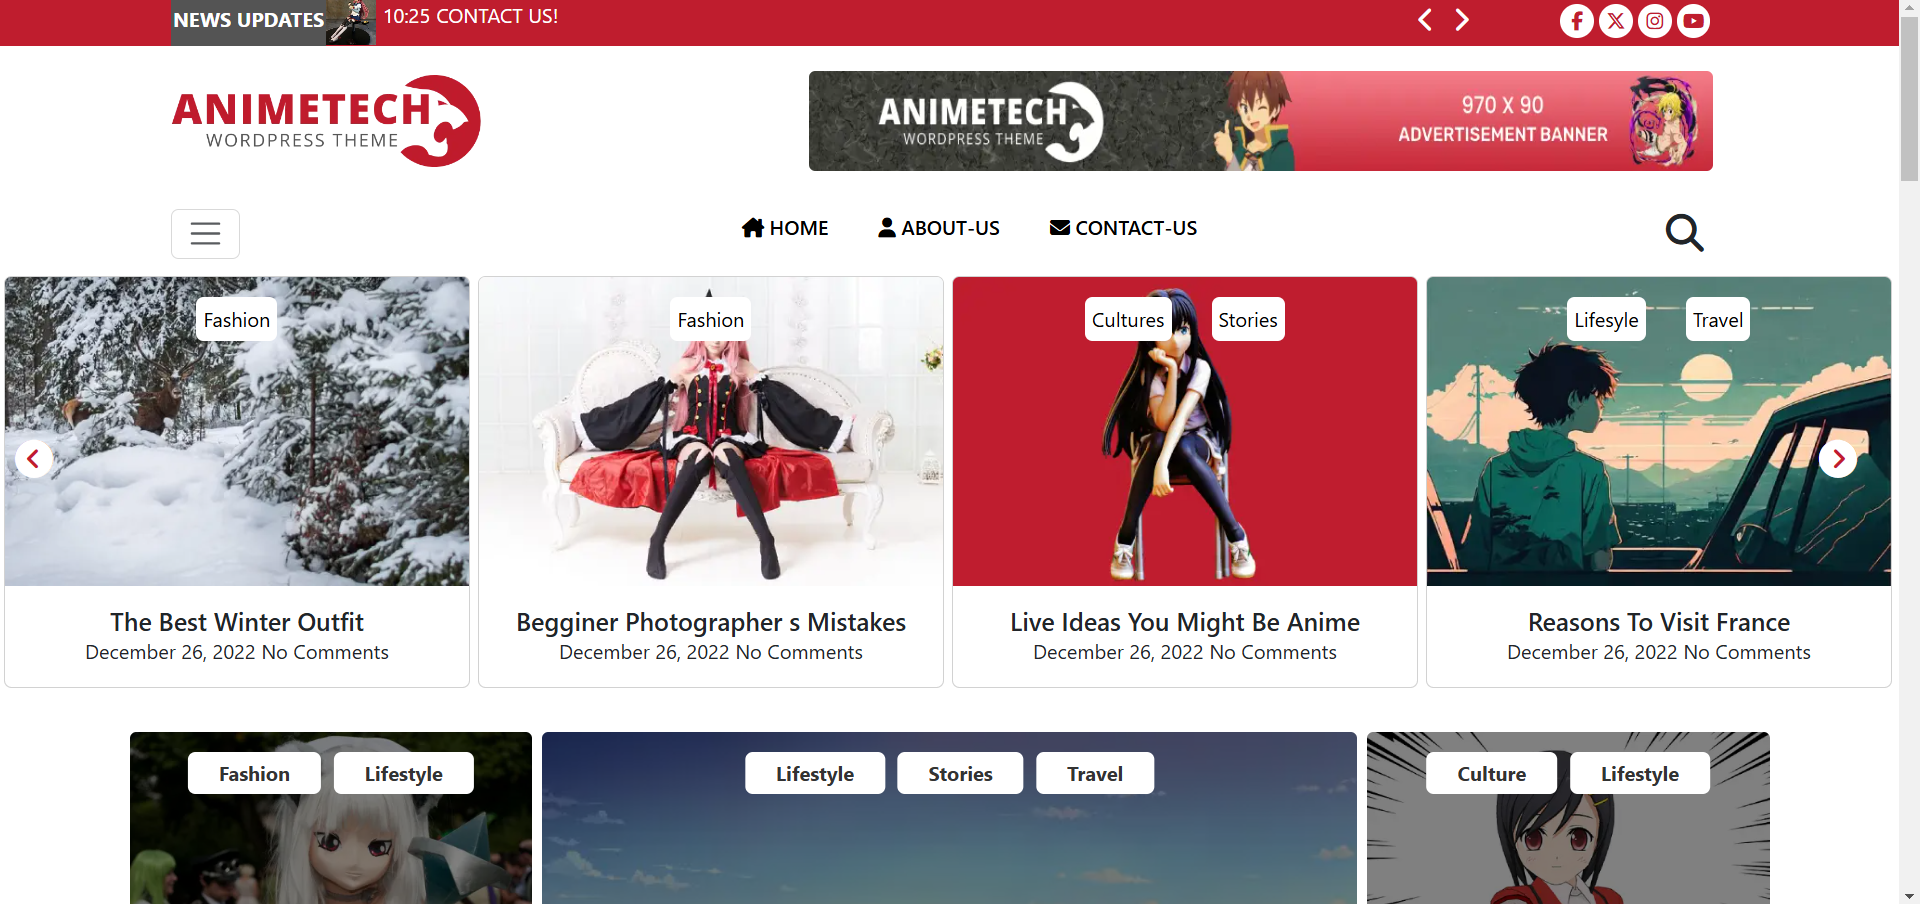 NEWS UPDATES 10:25 CONTACT US!
ANIMETECH
WORDPRESS THEME
ANIMETECH
WORDPRESS THEME
970 X 90
ADVERTISEMENT BANNER
HOME ABOUT-US CONTACT-US
Fashion
Fashion
Cultures Stories
Lifesyle Travel
The Best Winter Outfit
December 26, 2022 No Comments
Begginer Photographer s Mistakes
December 26, 2022 No Comments
Live Ideas You Might Be Anime
December 26, 2022 No Comments
Reasons To Visit France
December 26, 2022 No Comments
Fashion Lifestyle
Lifestyle Stories Travel
Culture Lifestyle